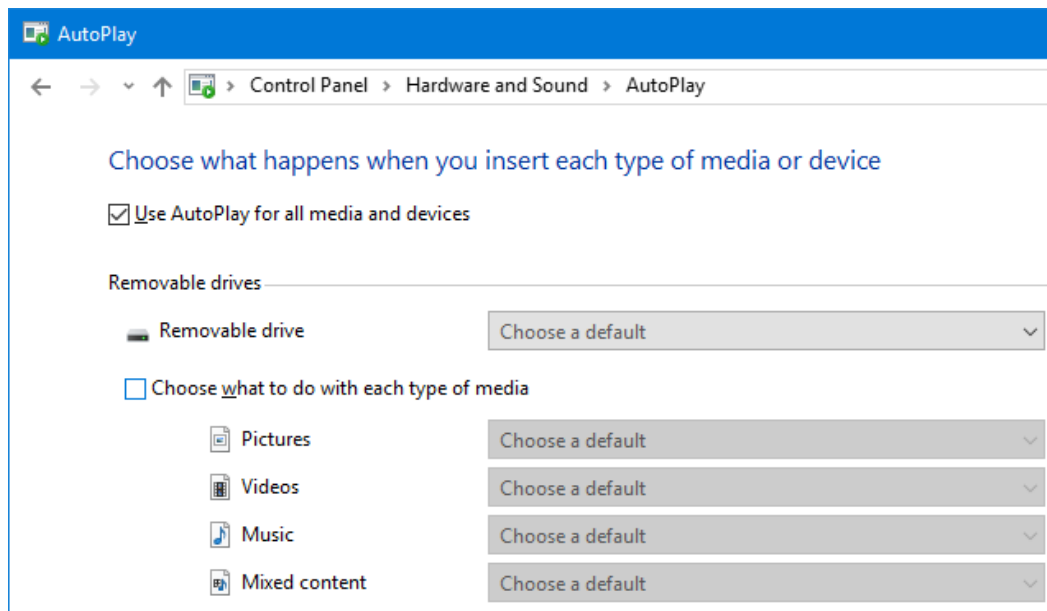 AutoPlay
Control Panel > Hardware and Sound > AutoPlay
Choose what happens when you insert each type of media or device
Use AutoPlay for all media and devices
Removable drives
Removable drive Choose a default
Choose what to do with each type of media
Pictures Choose a default
Videos Choose a default
Music Choose a default
Mixed content Choose a default